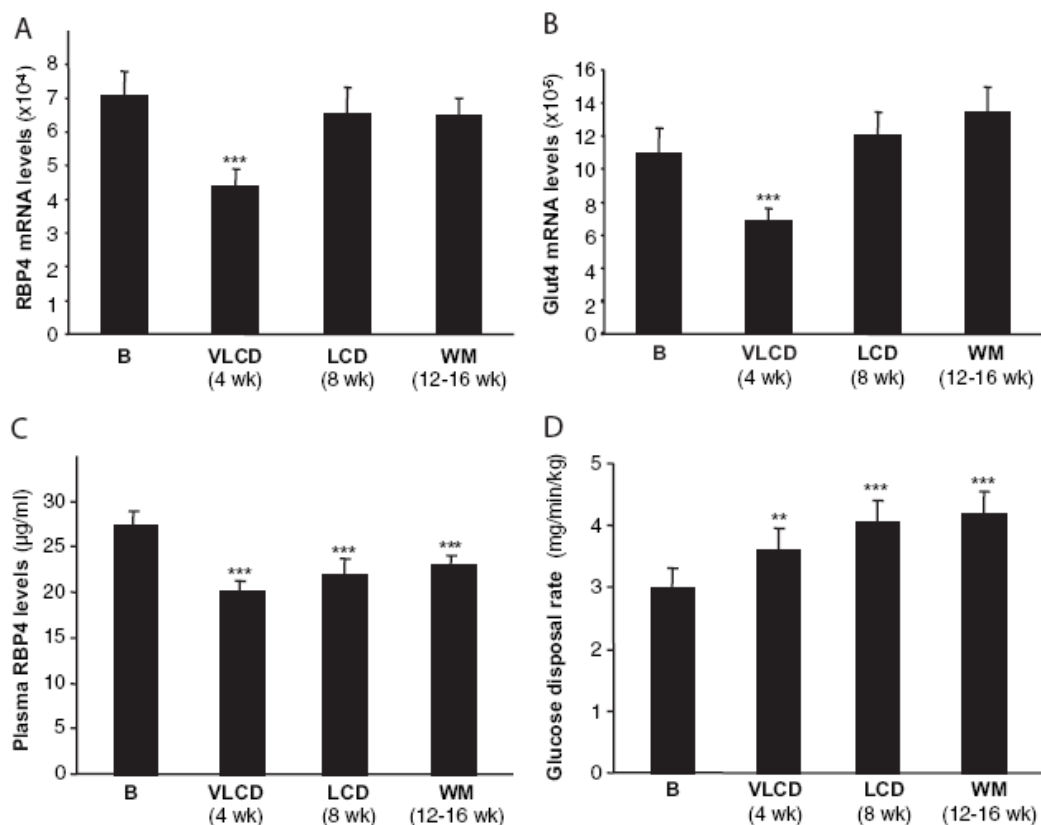 A
RBP4 mRNA levels (x10⁻⁴)
8
7
6
5
4
3
2
1
0
***
B VLCD LCD WM
(4 wk) (8 wk) (12-16 wk)
B
Glut4 mRNA levels (x10⁻⁵)
16
14
12
10
8
6
4
2
0
***
B VLCD LCD WM
(4 wk) (8 wk) (12-16 wk)
C
Plasma RBP4 levels (µg/ml)
30
25
20
15
10
5
0
*** *** ***
B VLCD LCD WM
(4 wk) (8 wk) (12-16 wk)
D
Glucose disposal rate (mg/min/kg)
5
4
3
2
1
0
** *** ***
B VLCD LCD WM
(4 wk) (8 wk) (12-16 wk)